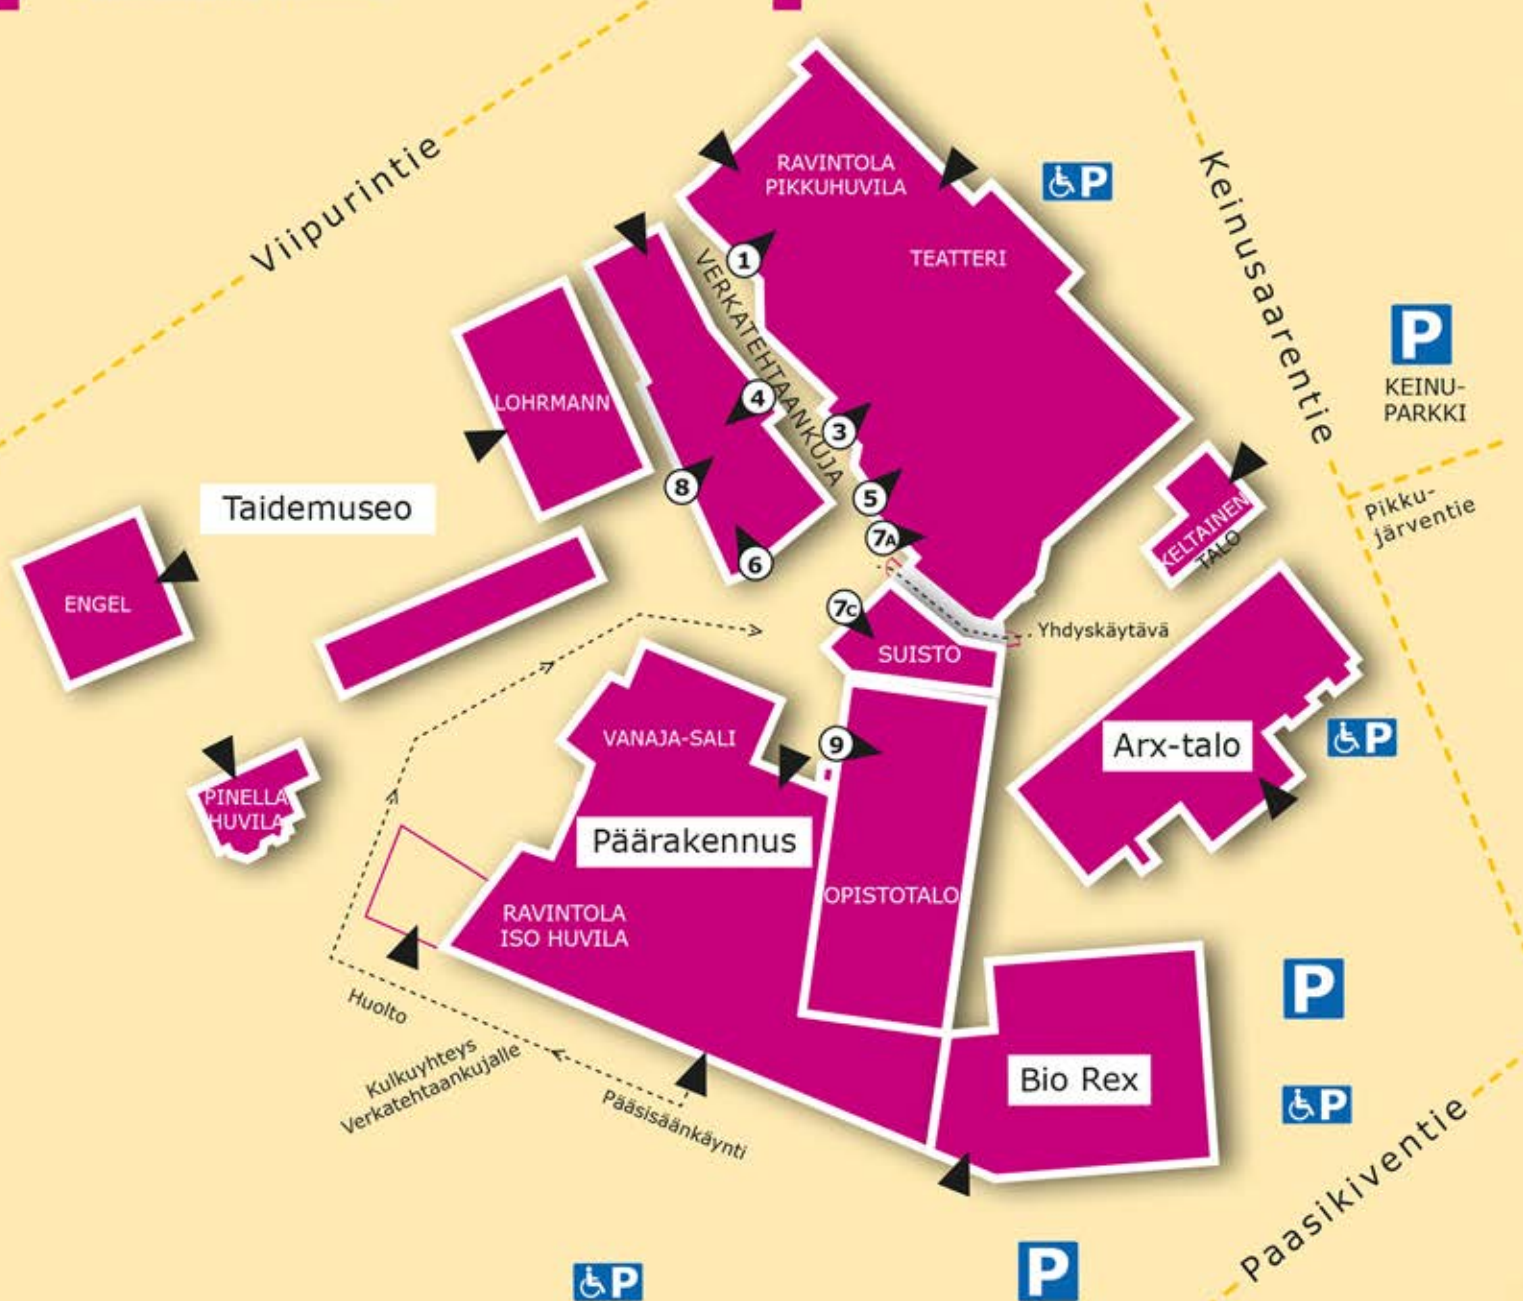 Viipurintie
Keinusaarentie
RAVINTOLA
PIKKUHUVILA
TEATTERI
P
1
VERKATEHTAANKUJA
P
KEINU-
PARKKI
LOHRMANN
4
3
8
5
7A
6
Taidemuseo
KELTAINEN
TALO
Pikku-
järventie
ENGEL
7C
Yhdyskäytävä
SUISTO
VANAJA-SALI
9
Arx-talo
P
PINELLA
HUVILA
Päärakennus
OPISTOTALO
RAVINTOLA
ISO HUVILA
Huolto
P
Kulkuyhteys
Verkatehtaankujalle
Pääsisäänkäynti
Bio Rex
P
Paasikiventie
P
P